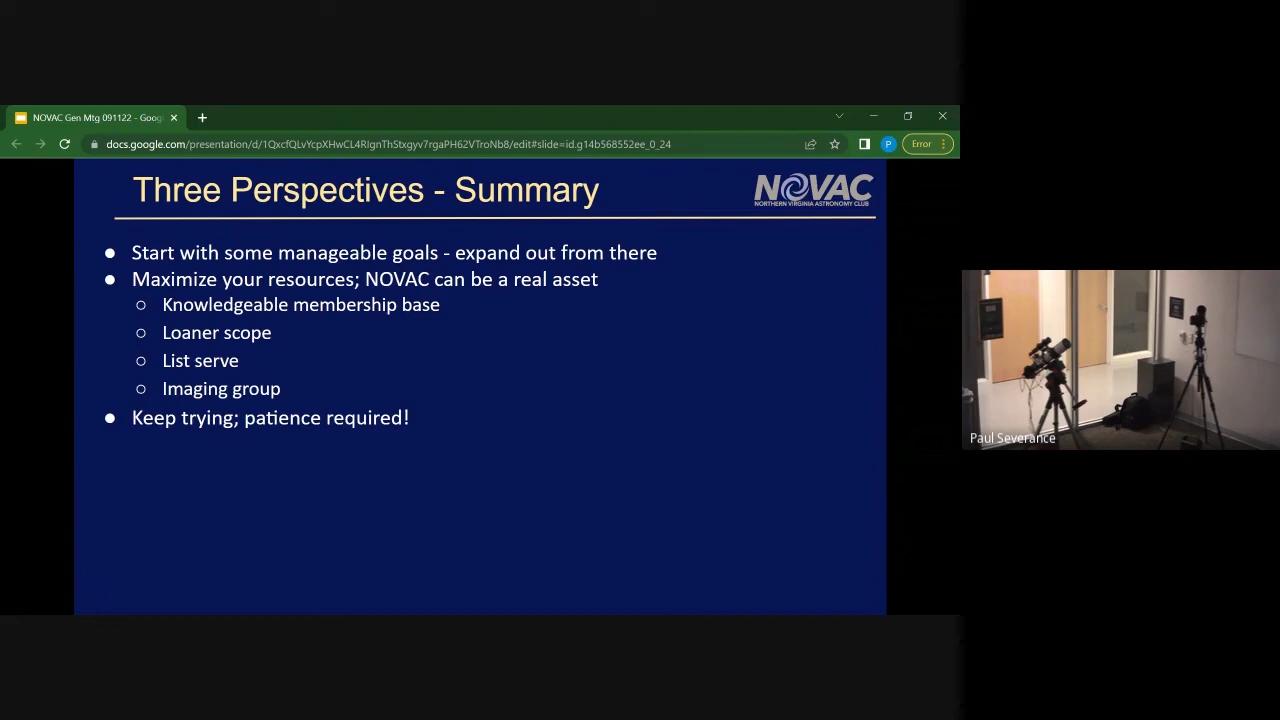 NOVAC Gen Mtg 091122 - Goog
docs.google.com/presentation/d/1QxcfQLvYcpXHwCL4RIgnThStxgyv7rgaPH62VTroNb8/edit#slide=id.g14b568552ee_0_24
P
Error
Three Perspectives - Summary
NOVAC
NORTHERN VIRGINIA ASTRONOMY CLUB
● Start with some manageable goals - expand out from there
● Maximize your resources; NOVAC can be a real asset
○ Knowledgeable membership base
○ Loaner scope
○ List serve
○ Imaging group
● Keep trying; patience required!
Paul Severance